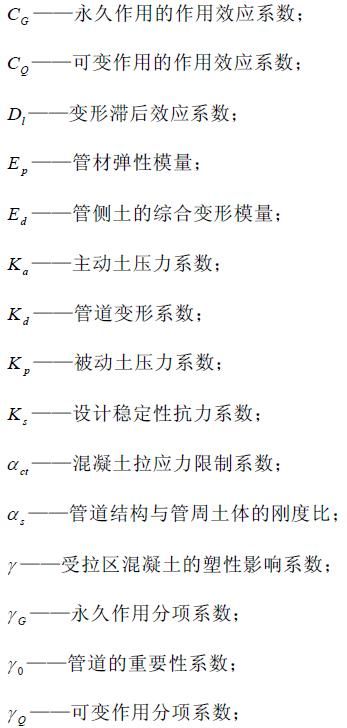 C_G——永久作用的作用效应系数；
C_Q——可变作用的作用效应系数；
D_l——变形滞后效应系数；
E_p——管材弹性模量；
E_d——管侧土的综合变形模量；
K_a——主动土压力系数；
K_d——管道变形系数；
K_p——被动土压力系数；
K_s——设计稳定性抗力系数；
α_ct——混凝土拉应力限制系数；
α_s——管道结构与管周土体的刚度比；
γ——受拉区混凝土的塑性影响系数；
γ_G——永久作用分项系数；
γ_0——管道的重要性系数；
γ_Q——可变作用分项系数；